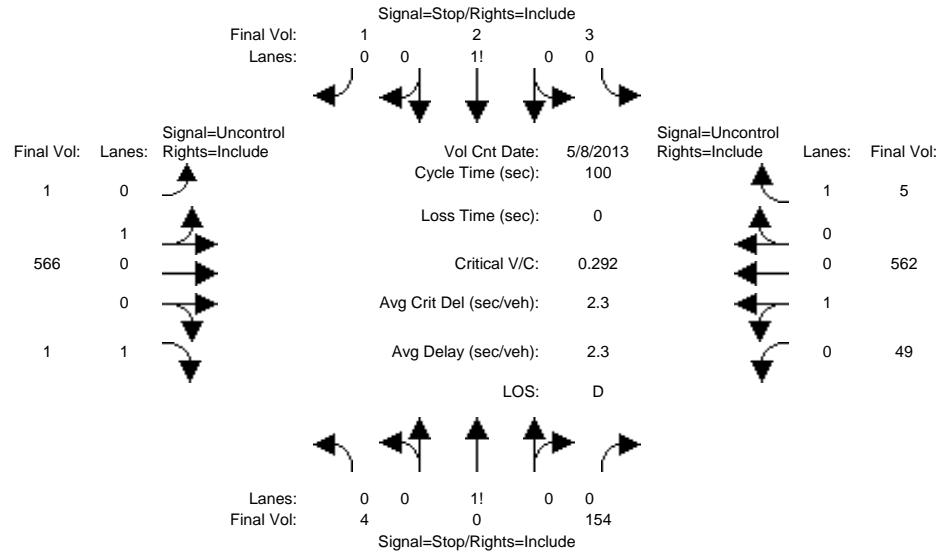 Signal=Stop/Rights=Include
Final Vol: 1 2 3
Lanes: 0 0 1! 0 0
Signal=Uncontrol Signal=Uncontrol
Final Vol: Lanes: Rights=Include Vol Cnt Date: 5/8/2013 Rights=Include Lanes: Final Vol:
Cycle Time (sec): 100
1 0 1 5
Loss Time (sec): 0
1 0
566 0 Critical V/C: 0.292 0 562
0 Avg Crit Del (sec/veh): 2.3 1
1 1 Avg Delay (sec/veh): 2.3 0 49
LOS: D
Lanes: 0 0 1! 0 0
Final Vol: 4 0 154
Signal=Stop/Rights=Include